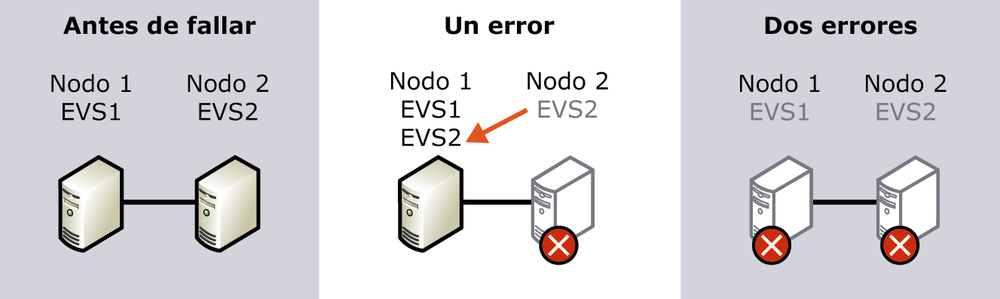 Antes de fallar
Nodo 1
EVS1
Nodo 2
EVS2
Un error
Nodo 1
EVS1
EVS2
Nodo 2
EVS2
Dos errores
Nodo 1
EVS1
Nodo 2
EVS2